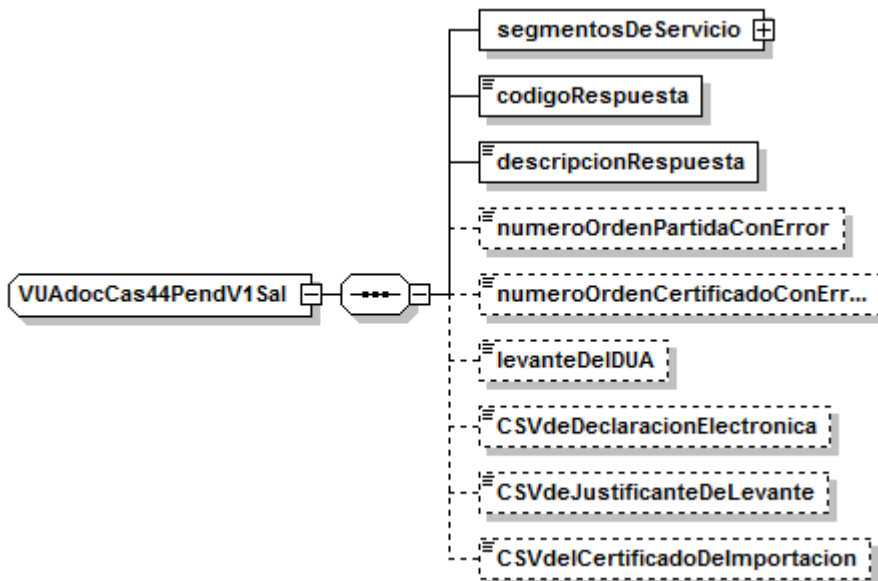 segmentosDeServicio
codigoRespuesta
descripcionRespuesta
numeroOrdenPartidaConError
VUAdocCas44PendV1Sal
numeroOrdenCertificadoConErr...
levanteDelDUA
CSVdeDeclaracionElectronica
CSVdeJustificanteDeLevante
CSVdelCertificadoDeImportacion